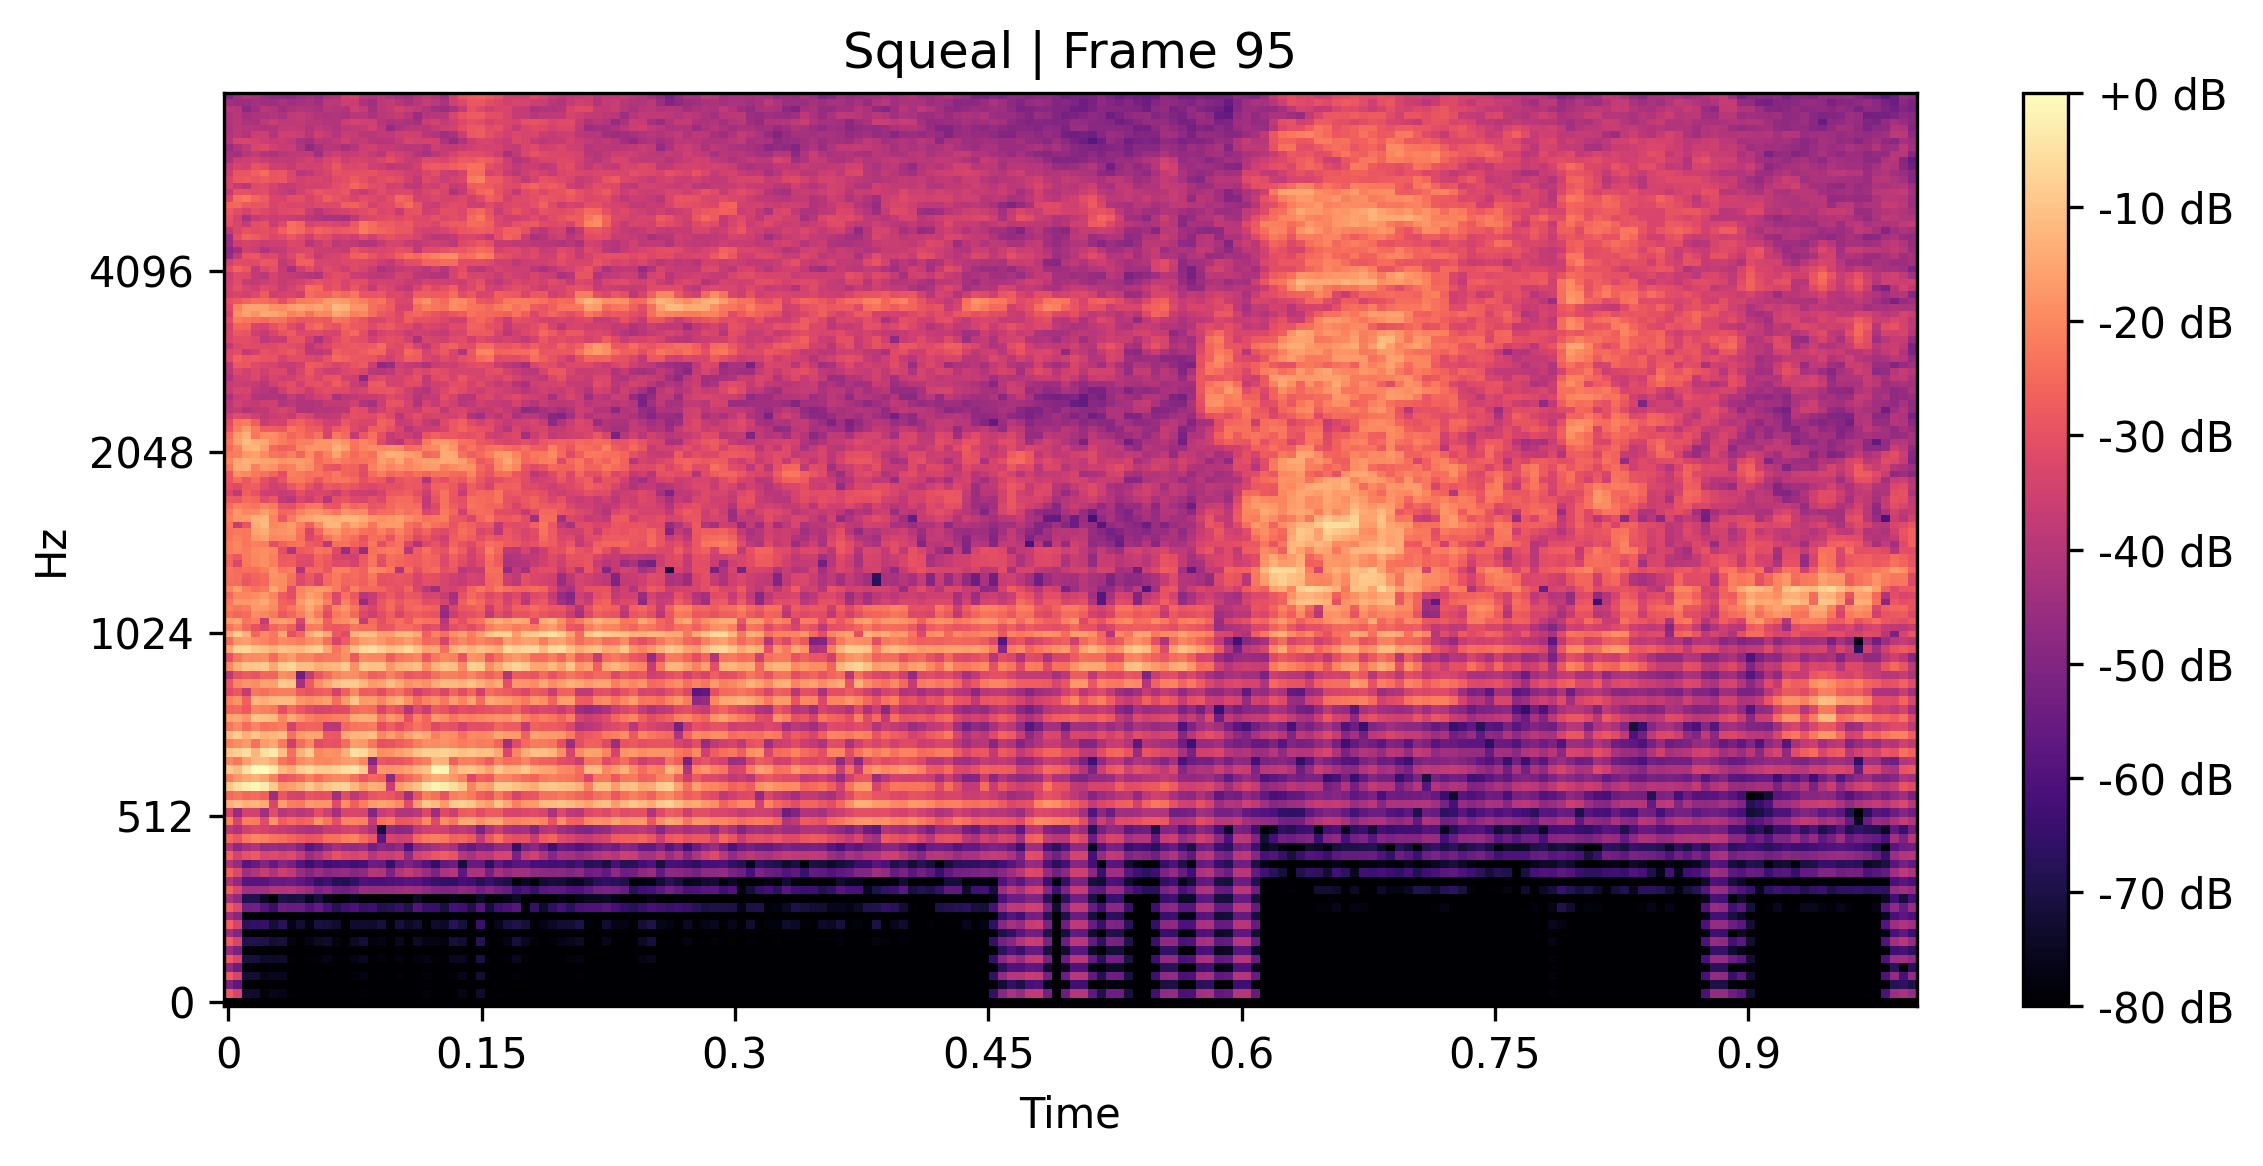 Squeal | Frame 95
+0 dB
-10 dB
-20 dB
-30 dB
-40 dB
-50 dB
-60 dB
-70 dB
-80 dB
Hz
4096
2048
1024
512
0
0 0.15 0.3 0.45 0.6 0.75 0.9
Time